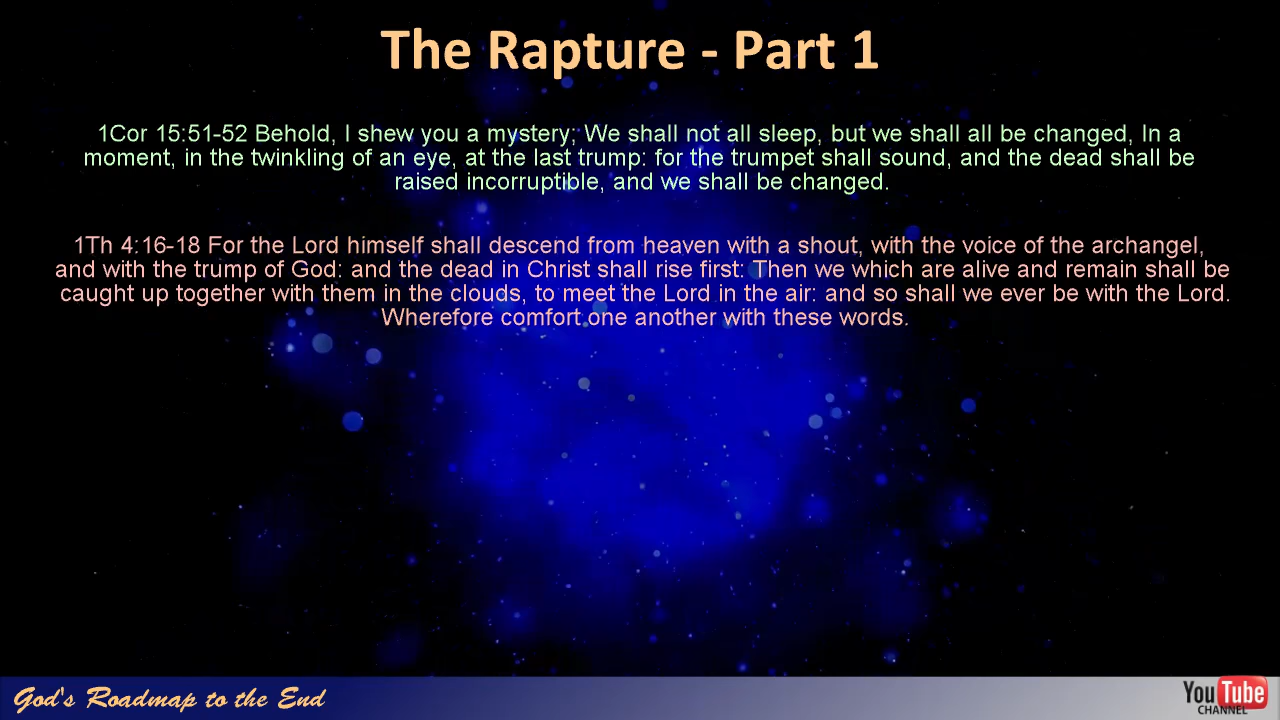 The Rapture - Part 1
1Cor 15:51-52 Behold, I shew you a mystery; We shall not all sleep, but we shall all be changed, In a
moment, in the twinkling of an eye, at the last trump: for the trumpet shall sound, and the dead shall be
raised incorruptible, and we shall be changed.
1Th 4:16-18 For the Lord himself shall descend from heaven with a shout, with the voice of the archangel,
and with the trump of God: and the dead in Christ shall rise first: Then we which are alive and remain shall be
caught up together with them in the clouds, to meet the Lord in the air: and so shall we ever be with the Lord.
Wherefore comfort one another with these words.
God's Roadmap to the End
YouTube
CHANNEL